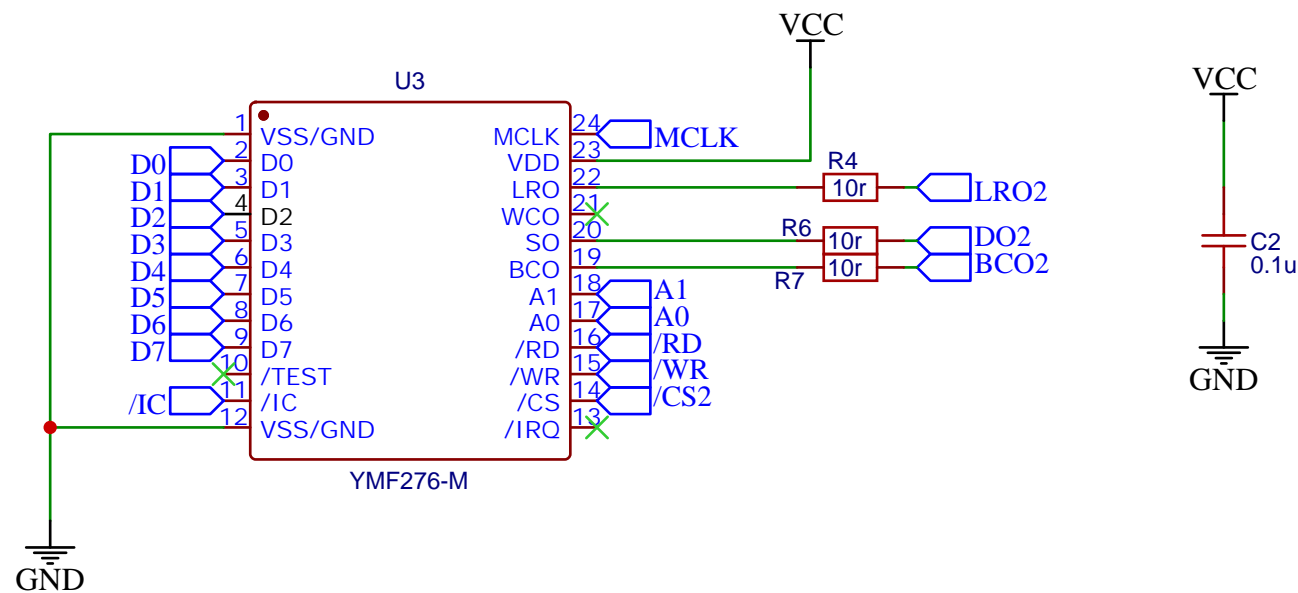 VCC
U3
1 VSS/GND MCLK 24 MCLK
D0 2 D0 VDD 23
D1 3 D1 LRO 22 R4 10r LRO2
D2 4 D2 WCO 21
D3 5 D3 SO 20 R6 10r DO2
D4 6 D4 BCO 19 R7 10r BCO2
D5 7 D5 A1 18 A1
D6 8 D6 A0 17 A0
D7 9 D7 /RD 16 /RD
10 /TEST /WR 15 /WR
/IC 11 /IC /CS 14 /CS2
12 VSS/GND /IRQ 13
YMF276-M
GND
VCC
C2
0.1u
GND